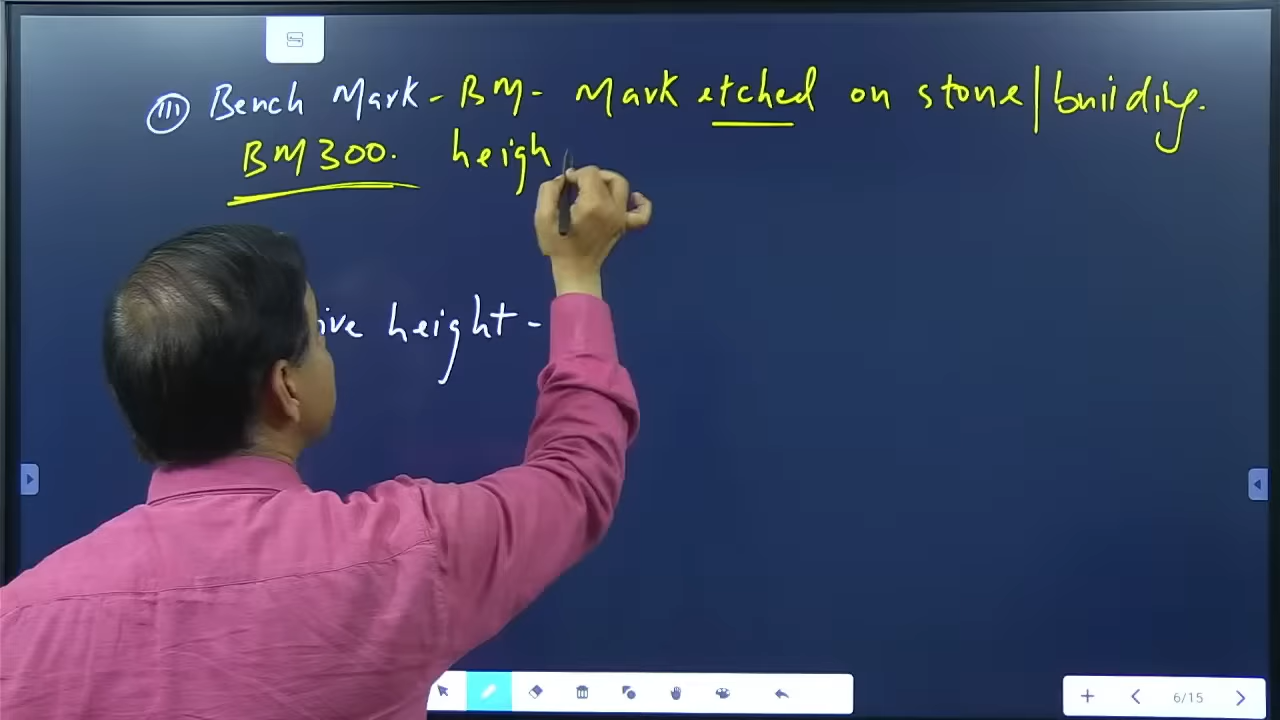 (iii) Bench Mark - BM - Mark etched on stone/building.
BM 300. heigh
ive height -
6/15